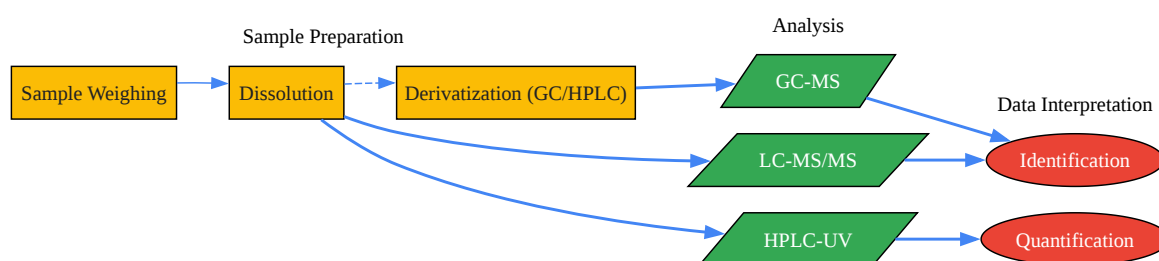 Sample Preparation
Analysis
Data Interpretation
Sample Weighing
Dissolution
Derivatization (GC/HPLC)
GC-MS
LC-MS/MS
HPLC-UV
Identification
Quantification